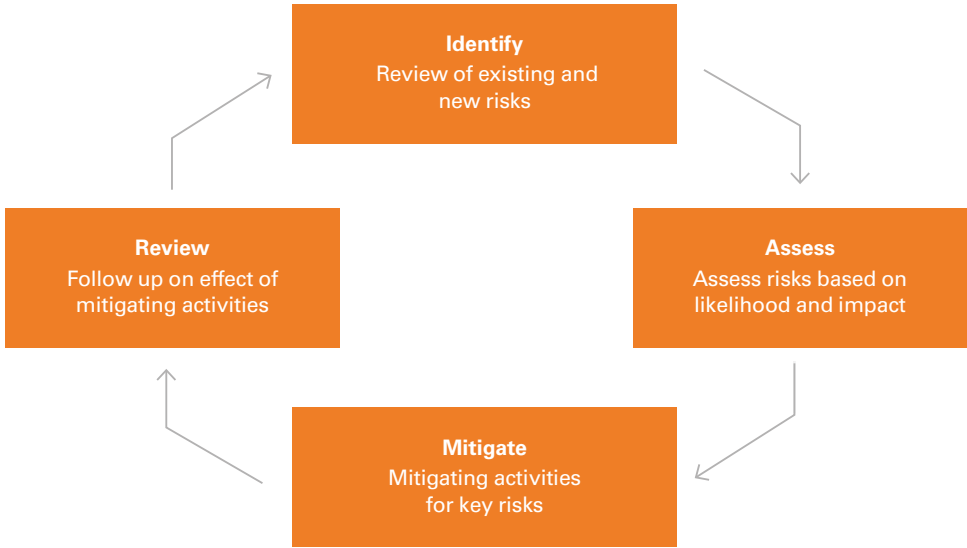 Identify
Review of existing and
new risks
Review
Follow up on effect of
mitigating activities
Assess
Assess risks based on
likelihood and impact
Mitigate
Mitigating activities
for key risks